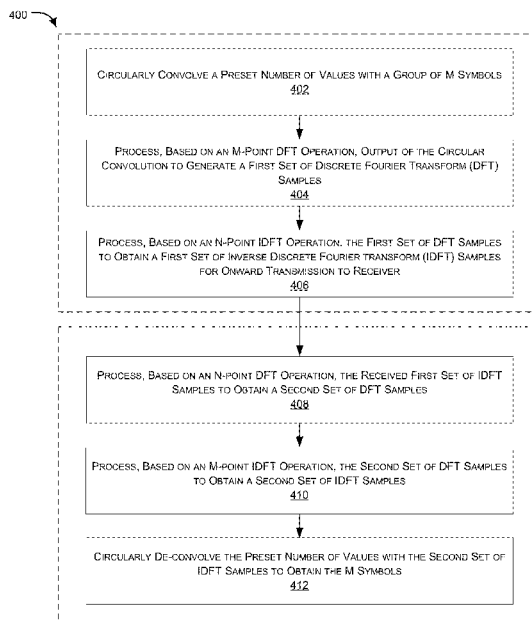 400
CIRCULARLY CONVOLVE A PRESET NUMBER OF VALUES WITH A GROUP OF M SYMBOLS
402
PROCESS, BASED ON AN M-POINT DFT OPERATION, OUTPUT OF THE CIRCULAR
CONVOLUTION TO GENERATE A FIRST SET OF DISCRETE FOURIER TRANSFORM (DFT)
SAMPLES
404
PROCESS, BASED ON AN N-POINT IDFT OPERATION, THE FIRST SET OF DFT SAMPLES
TO OBTAIN A FIRST SET OF INVERSE DISCRETE FOURIER TRANSFORM (IDFT) SAMPLES
FOR ONWARD TRANSMISSION TO RECEIVER
406
PROCESS, BASED ON AN N-POINT DFT OPERATION, THE RECEIVED FIRST SET OF IDFT
SAMPLES TO OBTAIN A SECOND SET OF DFT SAMPLES
408
PROCESS, BASED ON AN M-POINT IDFT OPERATION, THE SECOND SET OF DFT SAMPLES
TO OBTAIN A SECOND SET OF IDFT SAMPLES
410
CIRCULARLY DE-CONVOLVE THE PRESET NUMBER OF VALUES WITH THE SECOND SET OF
IDFT SAMPLES TO OBTAIN THE M SYMBOLS
412